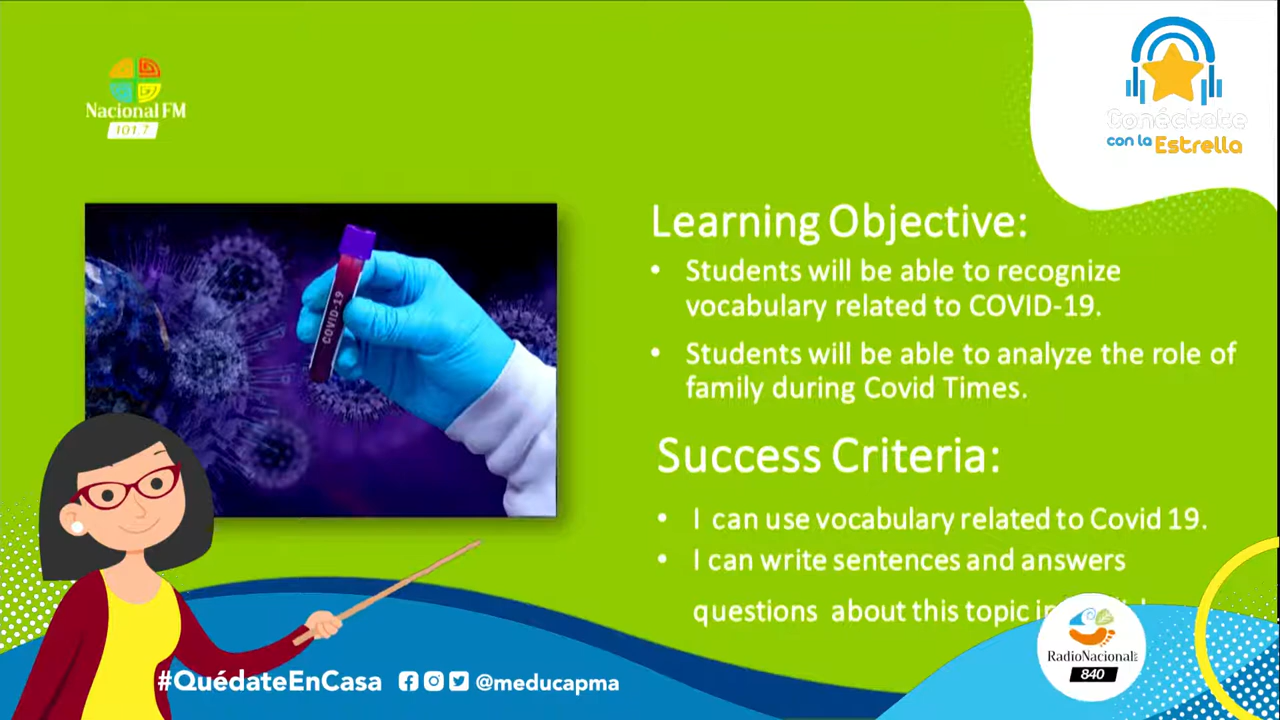 Nacional FM
101.7
Conéctate
con la Estrella
COVID-19
Learning Objective:
• Students will be able to recognize
vocabulary related to COVID-19.
• Students will be able to analyze the role of
family during Covid Times.
Success Criteria:
• I can use vocabulary related to Covid 19.
• I can write sentences and answers
questions about this topic in
RadioNacional
840
#QuédateEnCasa @meducapma